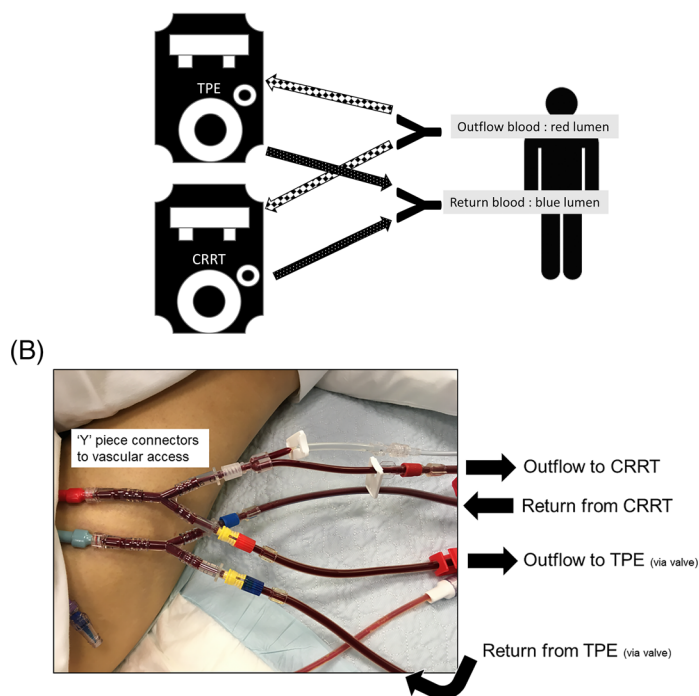 TPE
Outflow blood : red lumen
Return blood : blue lumen
CRRT
(B)
'Y' piece connectors
to vascular access
Outflow to CRRT
Return from CRRT
Outflow to TPE (via valve)
Return from TPE (via valve)